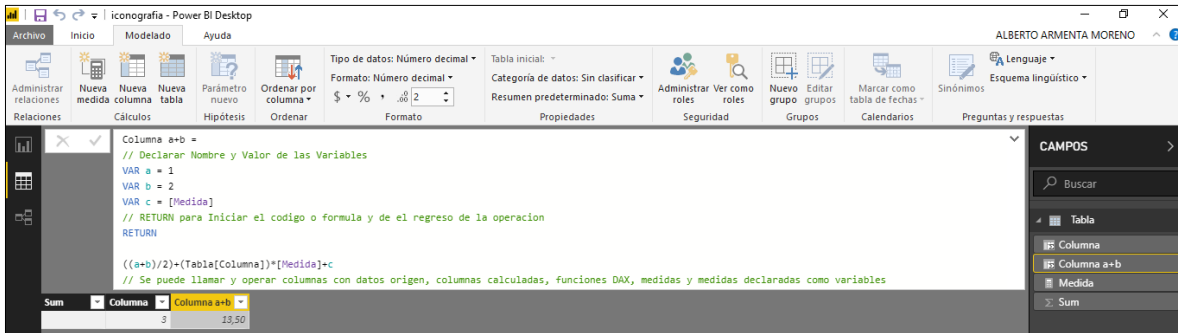 iconografia - Power BI Desktop
Archivo Inicio Modelado Ayuda ALBERTO ARMENTA MORENO
Administrar relaciones
Nueva medida
Nueva columna
Nueva tabla
Parámetro nuevo
Ordenar por columna
Tipo de datos: Número decimal
Formato: Número decimal
$ % , .00 2
Tabla inicial:
Categoría de datos: Sin clasificar
Resumen predeterminado: Suma
Administrar roles
Ver como roles
Nuevo grupo
Editar grupos
Marcar como tabla de fechas
Sinónimos
Lenguaje
Esquema lingüístico
Relaciones Cálculos Hipótesis Ordenar Formato Propiedades Seguridad Grupos Calendarios Preguntas y respuestas
Columna a+b =
// Declarar Nombre y Valor de las Variables
VAR a = 1
VAR b = 2
VAR c = [Medida]
// RETURN para Iniciar el codigo o formula y de el regreso de la operacion
RETURN
((a+b)/2)+(Tabla[Columna])*[Medida]+c
// Se puede llamar y operar columnas con datos origen, columnas calculadas, funciones DAX, medidas y medidas declaradas como variables
Sum Columna Columna a+b
3 13,50
CAMPOS
Buscar
Tabla
Columna
Columna a+b
Medida
Sum